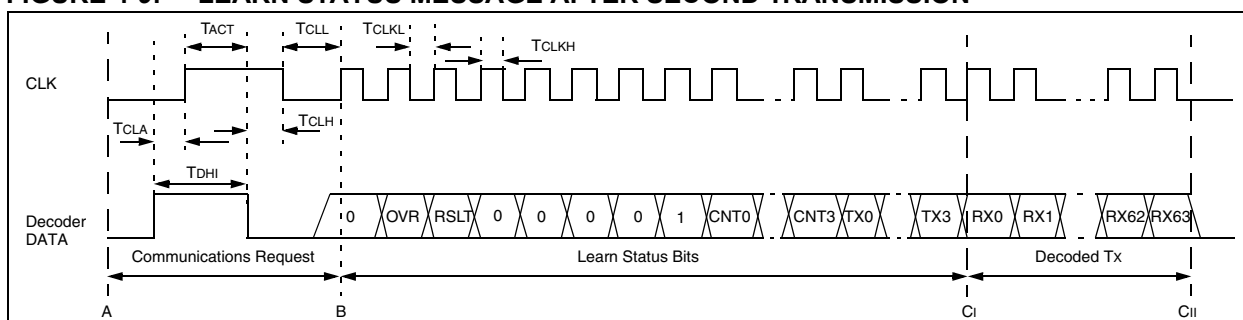 FIGURE 4-3: LEARN STATUS MESSAGE AFTER SECOND TRANSMISSION
TACT TCLL TCLKL TCLKH
CLK
TCLA TCLH
TDHI
Decoder DATA
0 OVR RSLT 0 0 0 0 1 CNT0 CNT3 TX0 TX3 RX0 RX1 RX62 RX63
Communications Request Learn Status Bits Decoded Tx
A B CI CII